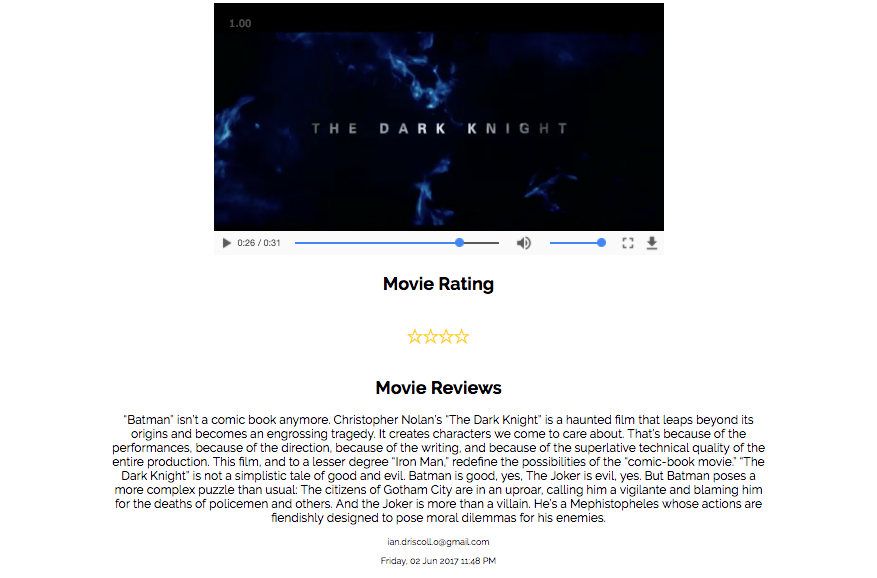 1.00
THE DARK KNIGHT
0:26 / 0:31
Movie Rating
☆☆☆☆
Movie Reviews
“Batman” isn’t a comic book anymore. Christopher Nolan’s “The Dark Knight” is a haunted film that leaps beyond its
origins and becomes an engrossing tragedy. It creates characters we come to care about. That’s because of the
performances, because of the direction, because of the writing, and because of the superlative technical quality of the
entire production. This film, and to a lesser degree “Iron Man,” redefine the possibilities of the “comic-book movie.” “The
Dark Knight” is not a simplistic tale of good and evil. Batman is good, yes, The Joker is evil, yes. But Batman poses a
more complex puzzle than usual: The citizens of Gotham City are in an uproar, calling him a vigilante and blaming him
for the deaths of policemen and others. And the Joker is more than a villain. He’s a Mephistopheles whose actions are
fiendishly designed to pose moral dilemmas for his enemies.
ian.driscoll.o@gmail.com
Friday, 02 Jun 2017 11:48 PM